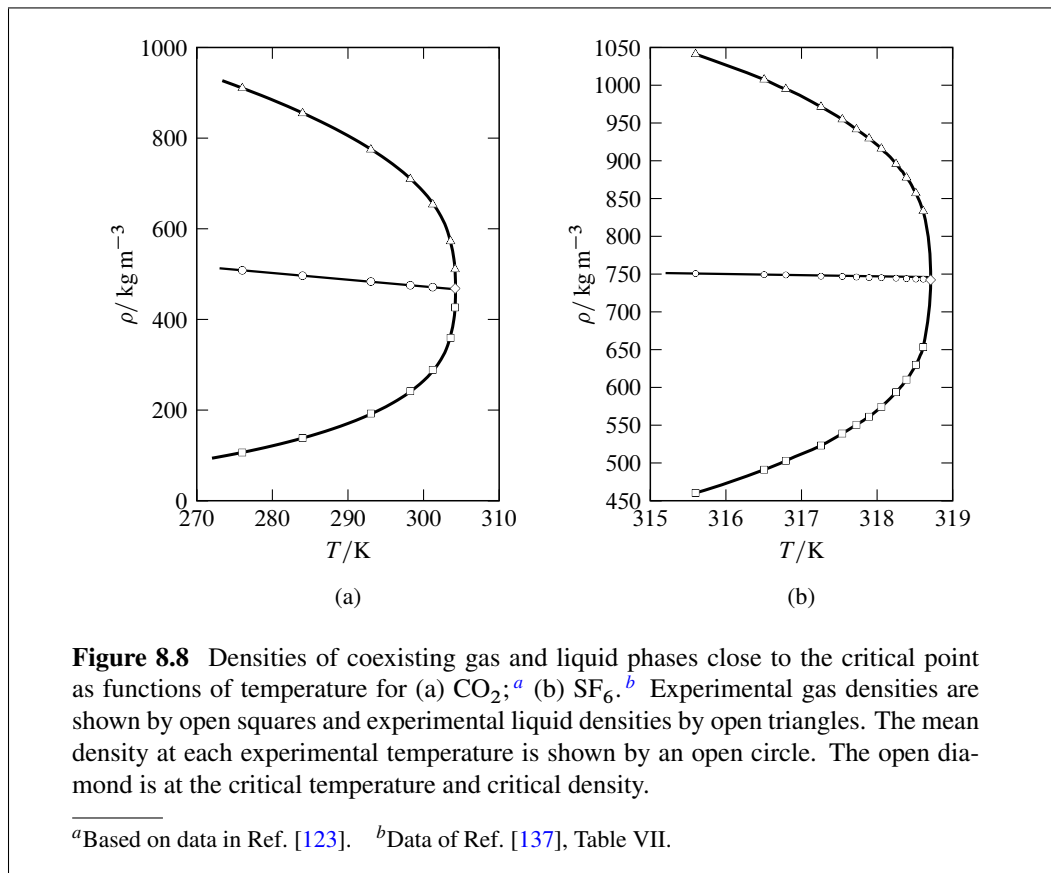 1000
800
600
400
200
0
ρ/ kg m−3
270
280
290
300
310
T/K
(a)
1050
1000
950
900
850
800
750
700
650
600
550
500
450
ρ/ kg m−3
315
316
317
318
319
T/K
(b)
Figure 8.8 Densities of coexisting gas and liquid phases close to the critical point
as functions of temperature for (a) CO2; a (b) SF6. b Experimental gas densities are
shown by open squares and experimental liquid densities by open triangles. The mean
density at each experimental temperature is shown by an open circle. The open dia-
mond is at the critical temperature and critical density.
aBased on data in Ref. [123]. bData of Ref. [137], Table VII.